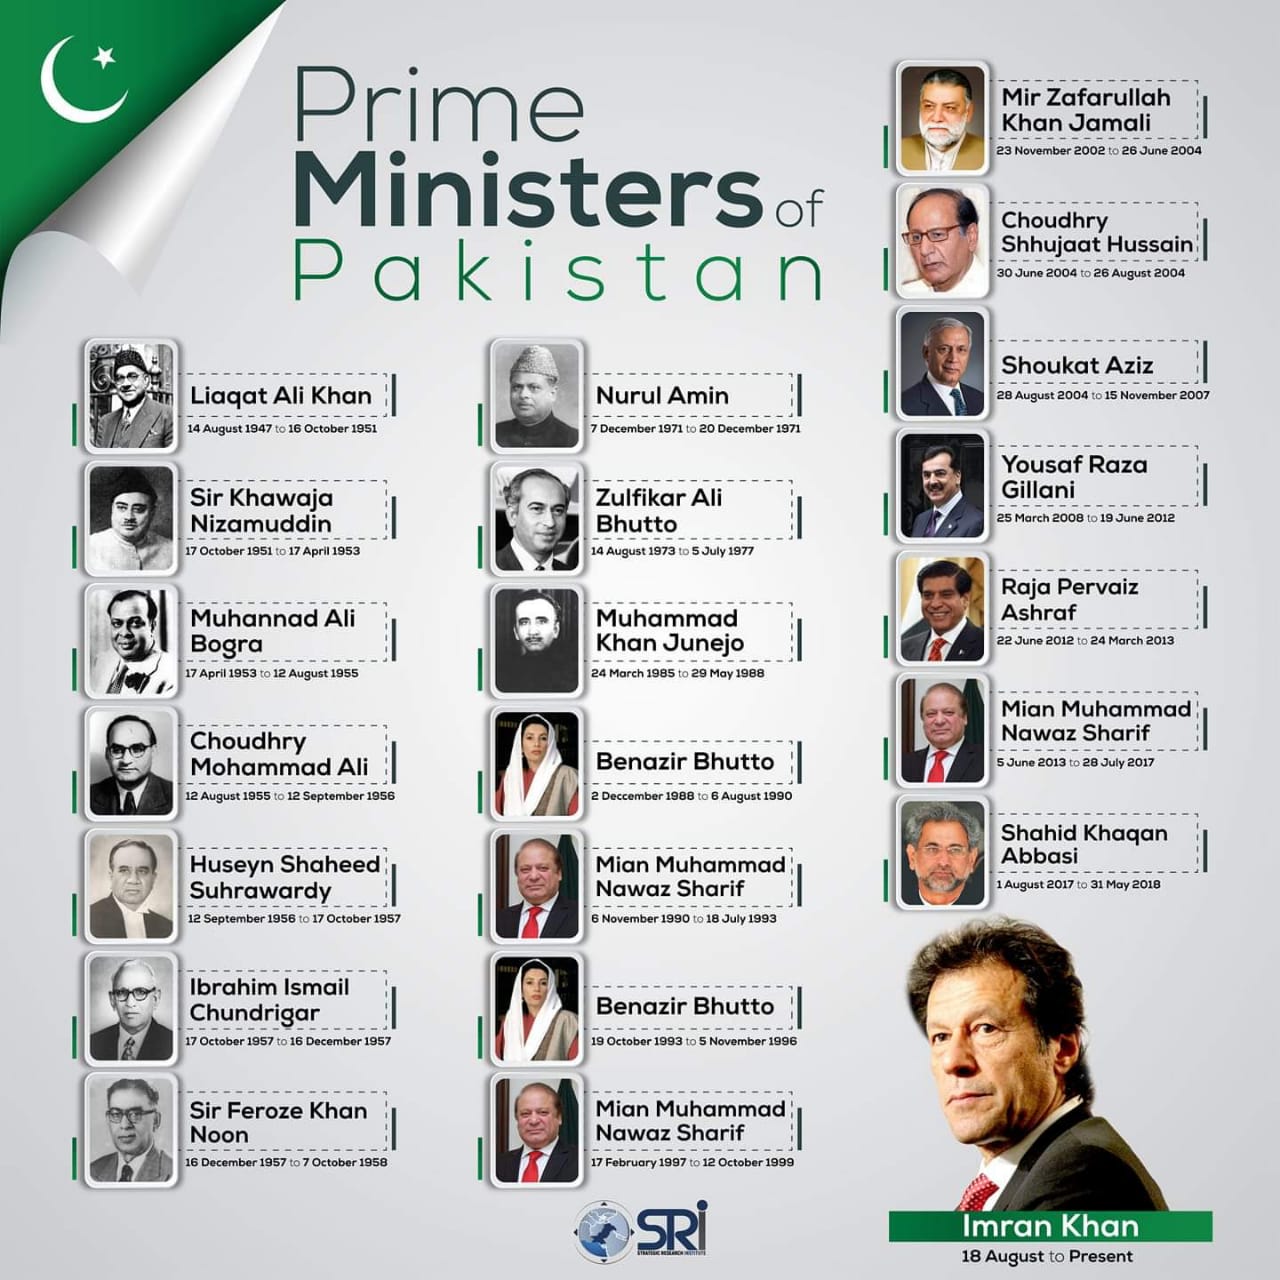 Prime
Ministers of
Pakistan
Liaqat Ali Khan
14 August 1947 to 16 October 1951
Sir Khawaja
Nizamuddin
17 October 1951 to 17 April 1953
Muhannad Ali
Bogra
17 April 1953 to 12 August 1955
Choudhry
Mohammad Ali
12 August 1955 to 12 September 1956
Huseyn Shaheed
Suhrawardy
12 September 1956 to 17 October 1957
Ibrahim Ismail
Chundrigar
17 October 1957 to 16 December 1957
Sir Feroze Khan
Noon
16 December 1957 to 7 October 1958
Nurul Amin
7 December 1971 to 20 December 1971
Zulfikar Ali
Bhutto
14 August 1973 to 5 July 1977
Muhammad
Khan Junejo
24 March 1985 to 29 May 1988
Benazir Bhutto
2 Deccember 1988 to 6 August 1990
Mian Muhammad
Nawaz Sharif
6 November 1990 to 18 July 1993
Benazir Bhutto
19 October 1993 to 5 November 1996
Mian Muhammad
Nawaz Sharif
17 February 1997 to 12 October 1999
Mir Zafarullah
Khan Jamali
23 November 2002 to 26 June 2004
Choudhry
Shhujaat Hussain
30 June 2004 to 26 August 2004
Shoukat Aziz
28 August 2004 to 15 November 2007
Yousaf Raza
Gillani
25 March 2008 to 19 June 2012
Raja Pervaiz
Ashraf
22 June 2012 to 24 March 2013
Mian Muhammad
Nawaz Sharif
5 June 2013 to 28 July 2017
Shahid Khaqan
Abbasi
1 August 2017 to 31 May 2018
Imran Khan
18 August to Present
SRI
STRATEGIC RESEARCH INSTITUTE